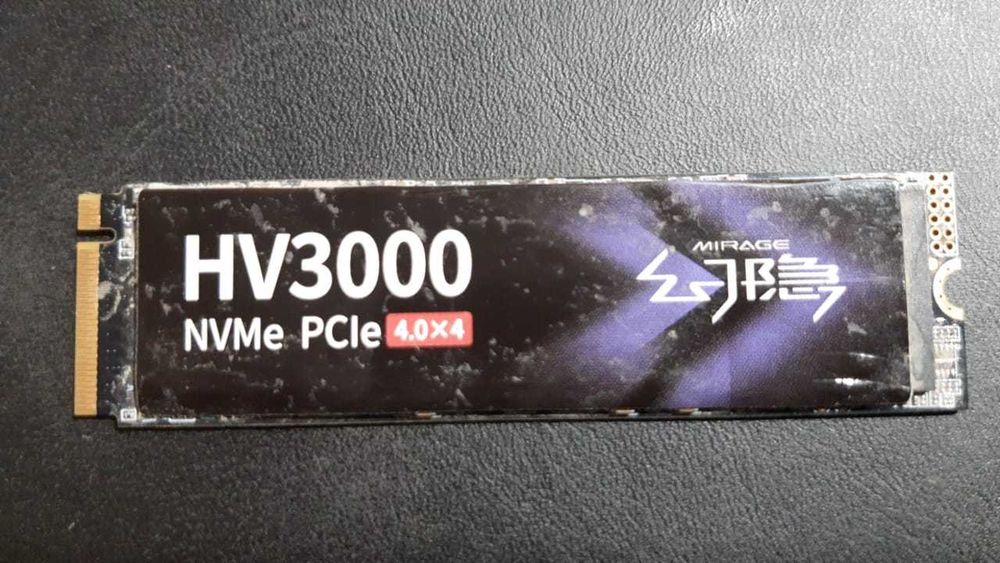 HV3000
NVMe PCIe 4.0×4
MIRAGE
幻隐